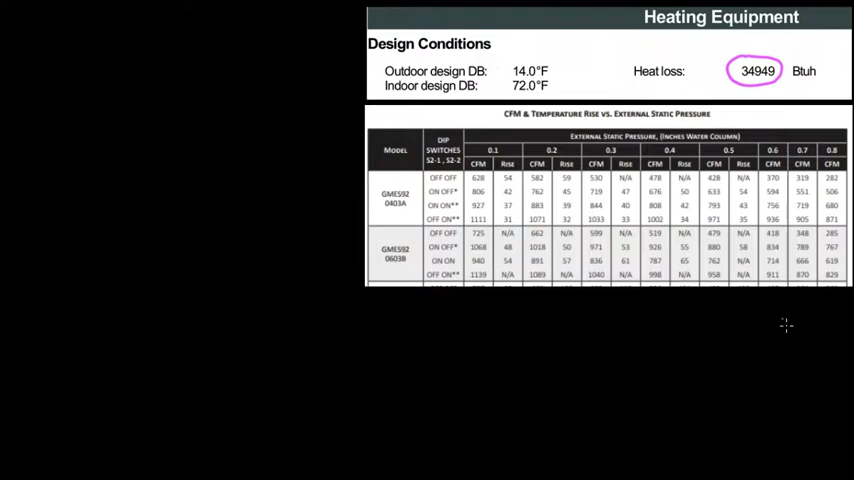 Heating Equipment
Design Conditions
Outdoor design DB: 14.0°F Heat loss: 34949 Btuh
Indoor design DB: 72.0°F
CFM & TEMPERATURE RISE VS. EXTERNAL STATIC PRESSURE
MODEL DIP SWITCHES S2-1 , S2-2 EXTERNAL STATIC PRESSURE, (INCHES WATER COLUMN)
0.1 0.2 0.3 0.4 0.5 0.6 0.7 0.8
CFM RISE CFM RISE CFM RISE CFM RISE CFM RISE CFM CFM CFM
GMES92 0403A
OFF OFF 628 54 582 59 530 N/A 478 N/A 428 N/A 370 319 282
ON OFF* 806 42 762 45 719 47 676 50 633 54 594 551 506
ON ON** 927 37 883 39 844 40 808 42 793 43 756 719 680
OFF ON** 1111 31 1071 32 1033 33 1002 34 971 35 936 905 871
GMES92 0603B
OFF OFF 725 N/A 662 N/A 599 N/A 519 N/A 479 N/A 418 348 285
ON OFF* 1068 48 1018 50 971 53 926 55 880 58 834 789 767
ON ON 940 54 891 57 836 61 787 65 762 N/A 714 666 619
OFF ON** 1139 N/A 1089 N/A 1040 N/A 998 N/A 958 N/A 911 870 829